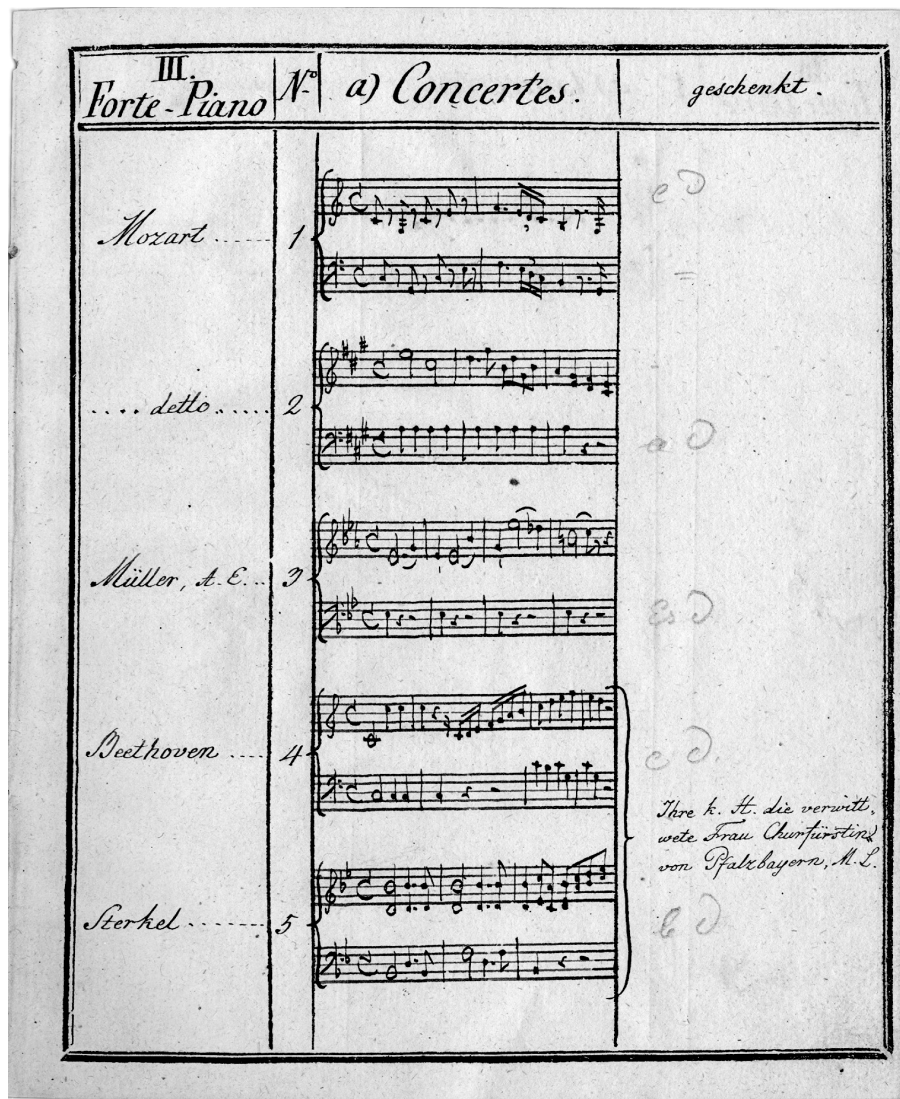 III.
Forte-Piano
No
a) Concertes.
geschenkt.
Mozart ........ 1
c D
=
.... detto ...... 2
a D
Müller, A. E... 3
Es D
Beethoven .... 4
c D.
Ihre k. H. die verwitt-
wete Frau Churfürstin
von Pfalzbayern, M. L.
Sterkel ........ 5
b D